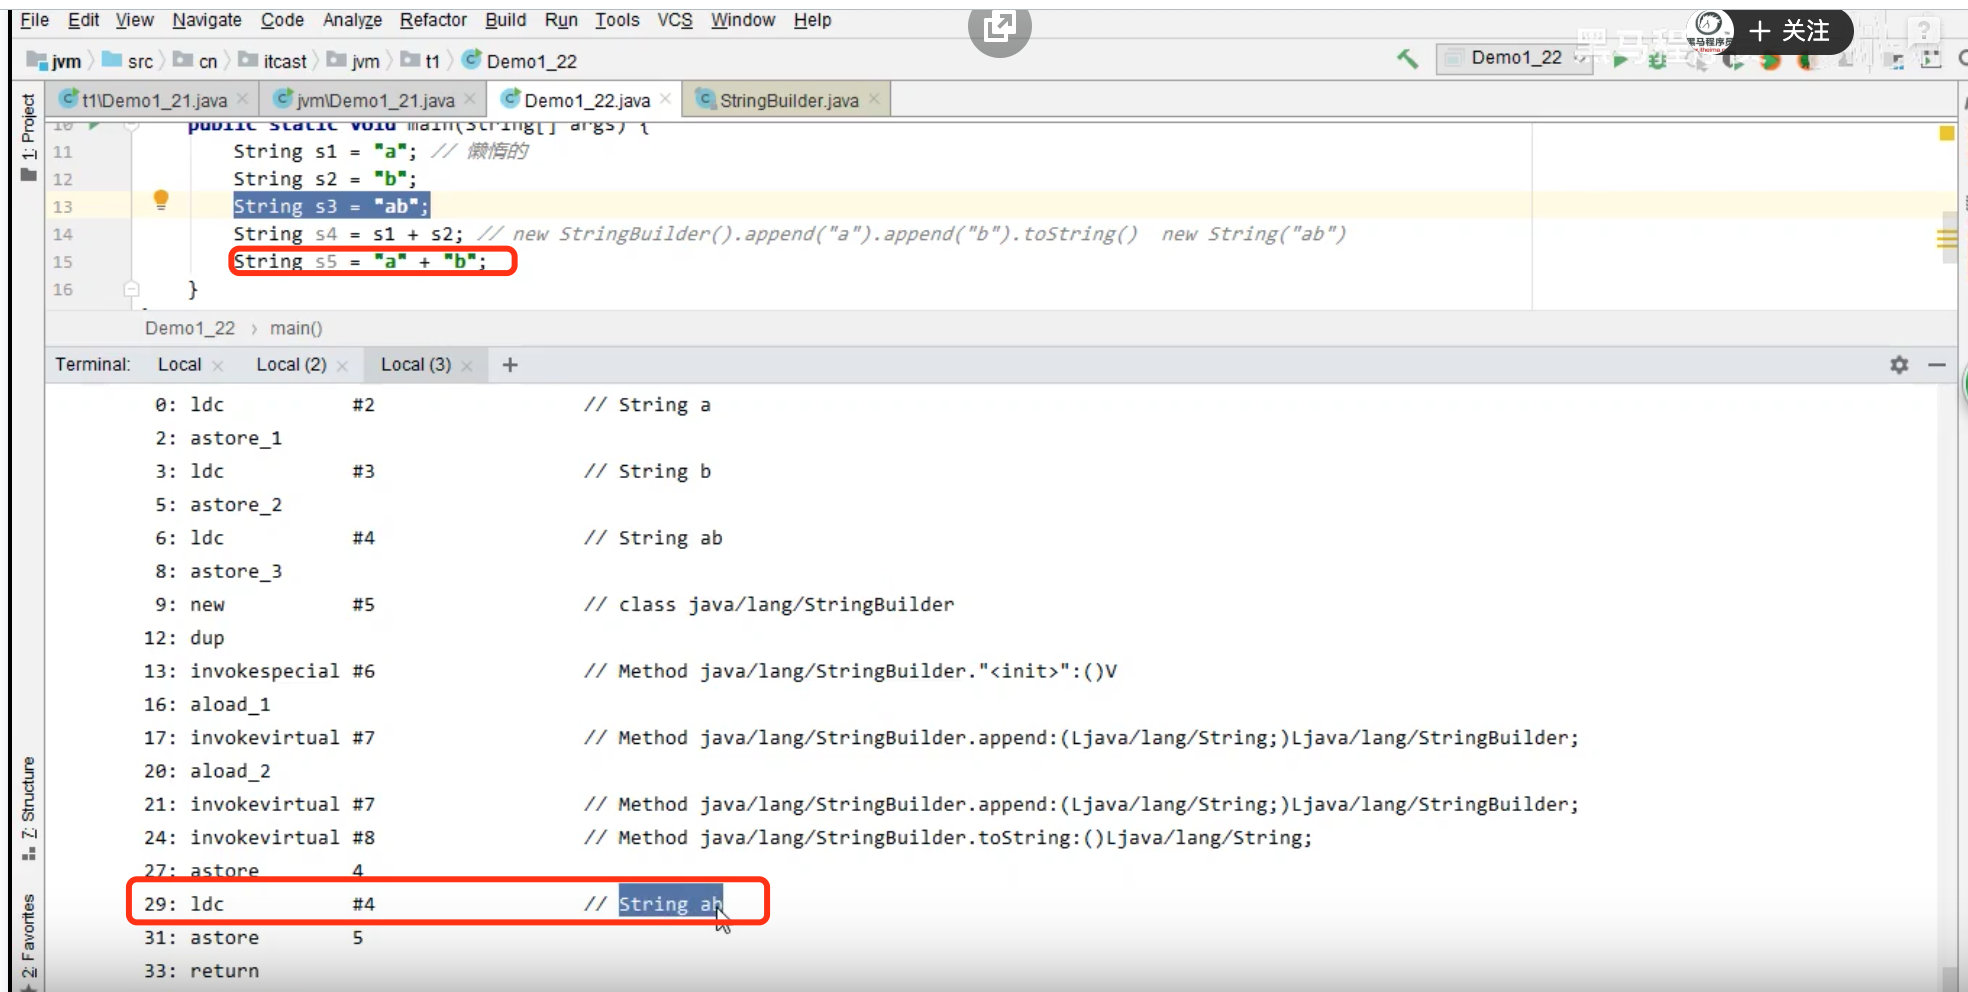 File Edit View Navigate Code Analyze Refactor Build Run Tools VCS Window Help
+ 关注
jvm src cn itcast jvm t1 Demo1_22
Demo1_22
t1\Demo1_21.java jvm\Demo1_21.java Demo1_22.java StringBuilder.java
1: Project
10 public static void main(String[] args) {
11 String s1 = "a"; // 懒惰的
12 String s2 = "b";
13 String s3 = "ab";
14 String s4 = s1 + s2; // new StringBuilder().append("a").append("b").toString() new String("ab")
15 String s5 = "a" + "b";
16 }
Demo1_22 › main()
Terminal: Local Local (2) Local (3) +
0: ldc #2 // String a
2: astore_1
3: ldc #3 // String b
5: astore_2
6: ldc #4 // String ab
8: astore_3
9: new #5 // class java/lang/StringBuilder
12: dup
13: invokespecial #6 // Method java/lang/StringBuilder."<init>":()V
16: aload_1
17: invokevirtual #7 // Method java/lang/StringBuilder.append:(Ljava/lang/String;)Ljava/lang/StringBuilder;
20: aload_2
21: invokevirtual #7 // Method java/lang/StringBuilder.append:(Ljava/lang/String;)Ljava/lang/StringBuilder;
24: invokevirtual #8 // Method java/lang/StringBuilder.toString:()Ljava/lang/String;
27: astore 4
29: ldc #4 // String ab
31: astore 5
33: return
7: Structure
2: Favorites